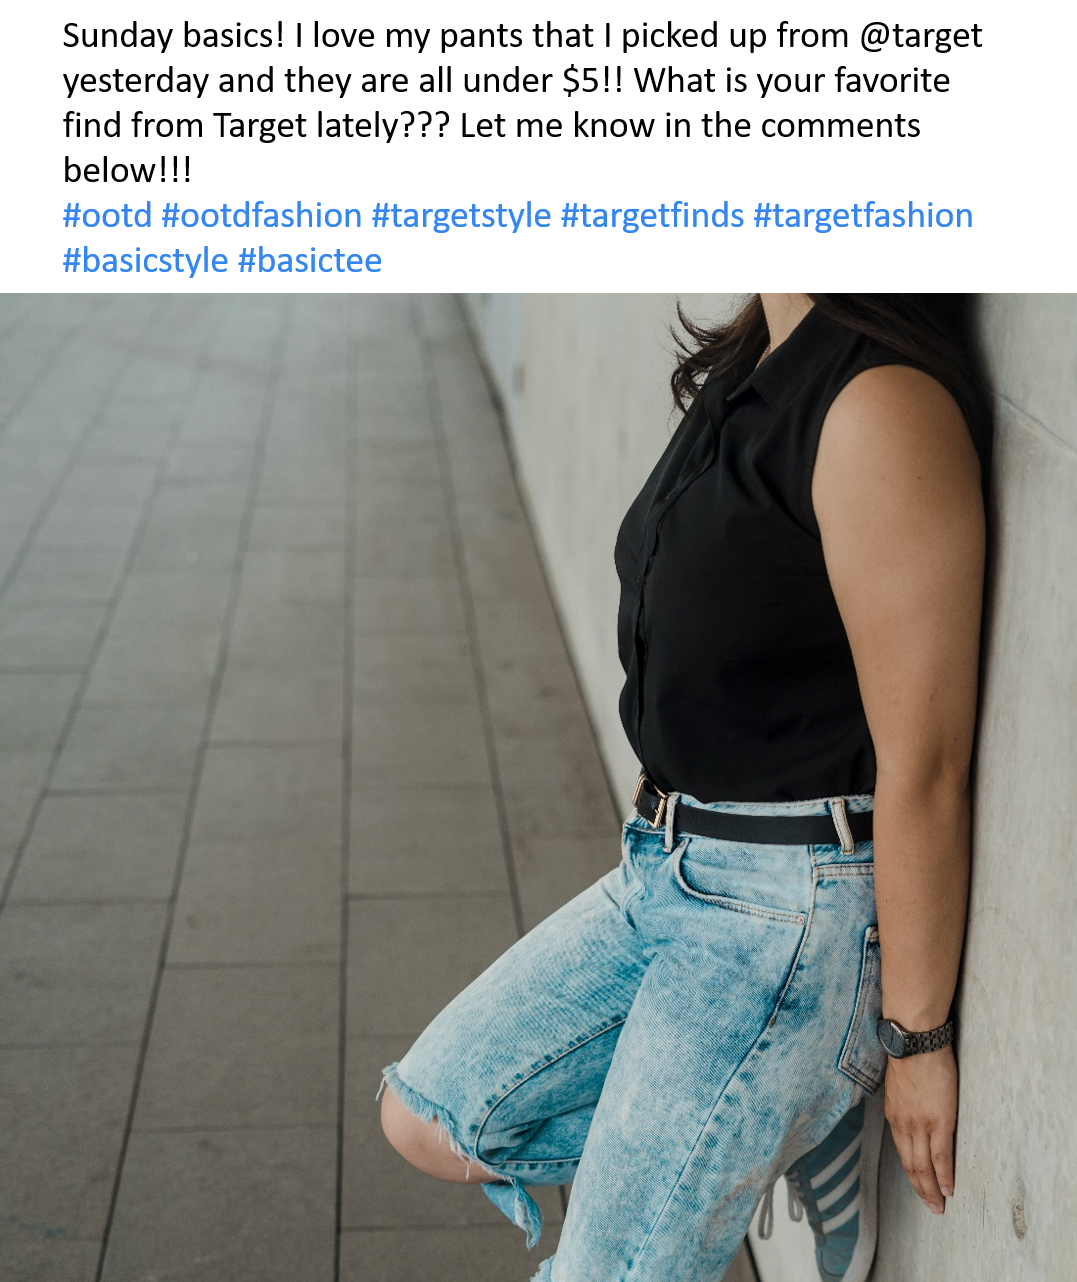 Sunday basics! I love my pants that I picked up from @target
yesterday and they are all under $5!! What is your favorite
find from Target lately??? Let me know in the comments
below!!!
#ootd #ootdfashion #targetstyle #targetfinds #targetfashion
#basicstyle #basictee